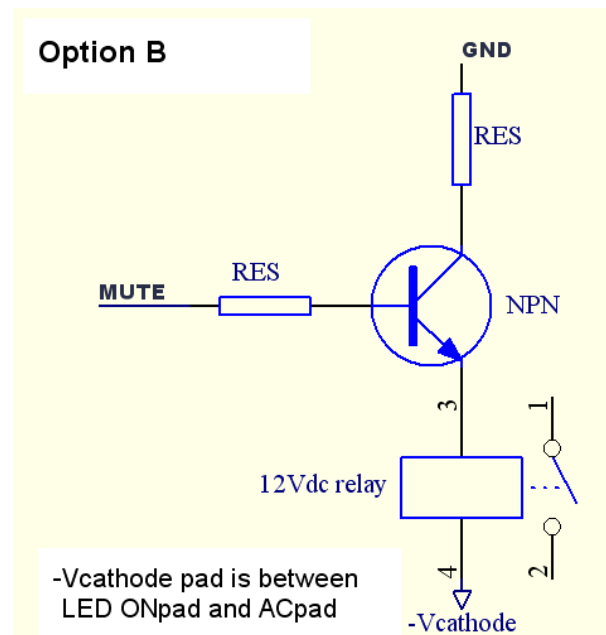 Option B
GND
RES
RES
MUTE
NPN
3
1
12Vdc relay
4
2
-Vcathode pad is between
LED ONpad and ACpad
-Vcathode